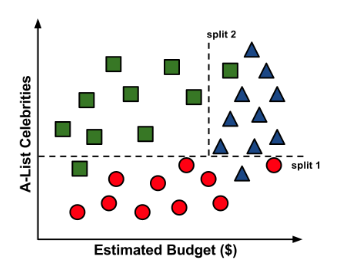 split 2
A-List Celebrities
split 1
Estimated Budget ($)